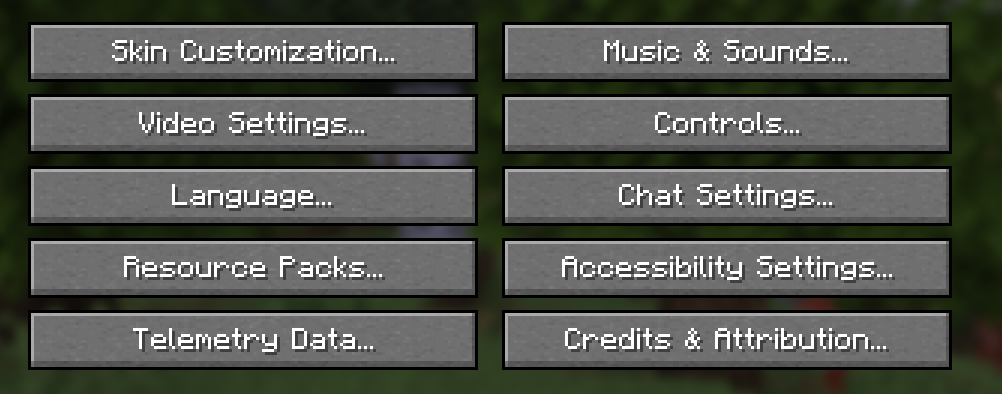 Skin Customization...
Music & Sounds...
Video Settings...
Controls...
Language...
Chat Settings...
Resource Packs...
Accessibility Settings...
Telemetry Data...
Credits & Attribution...